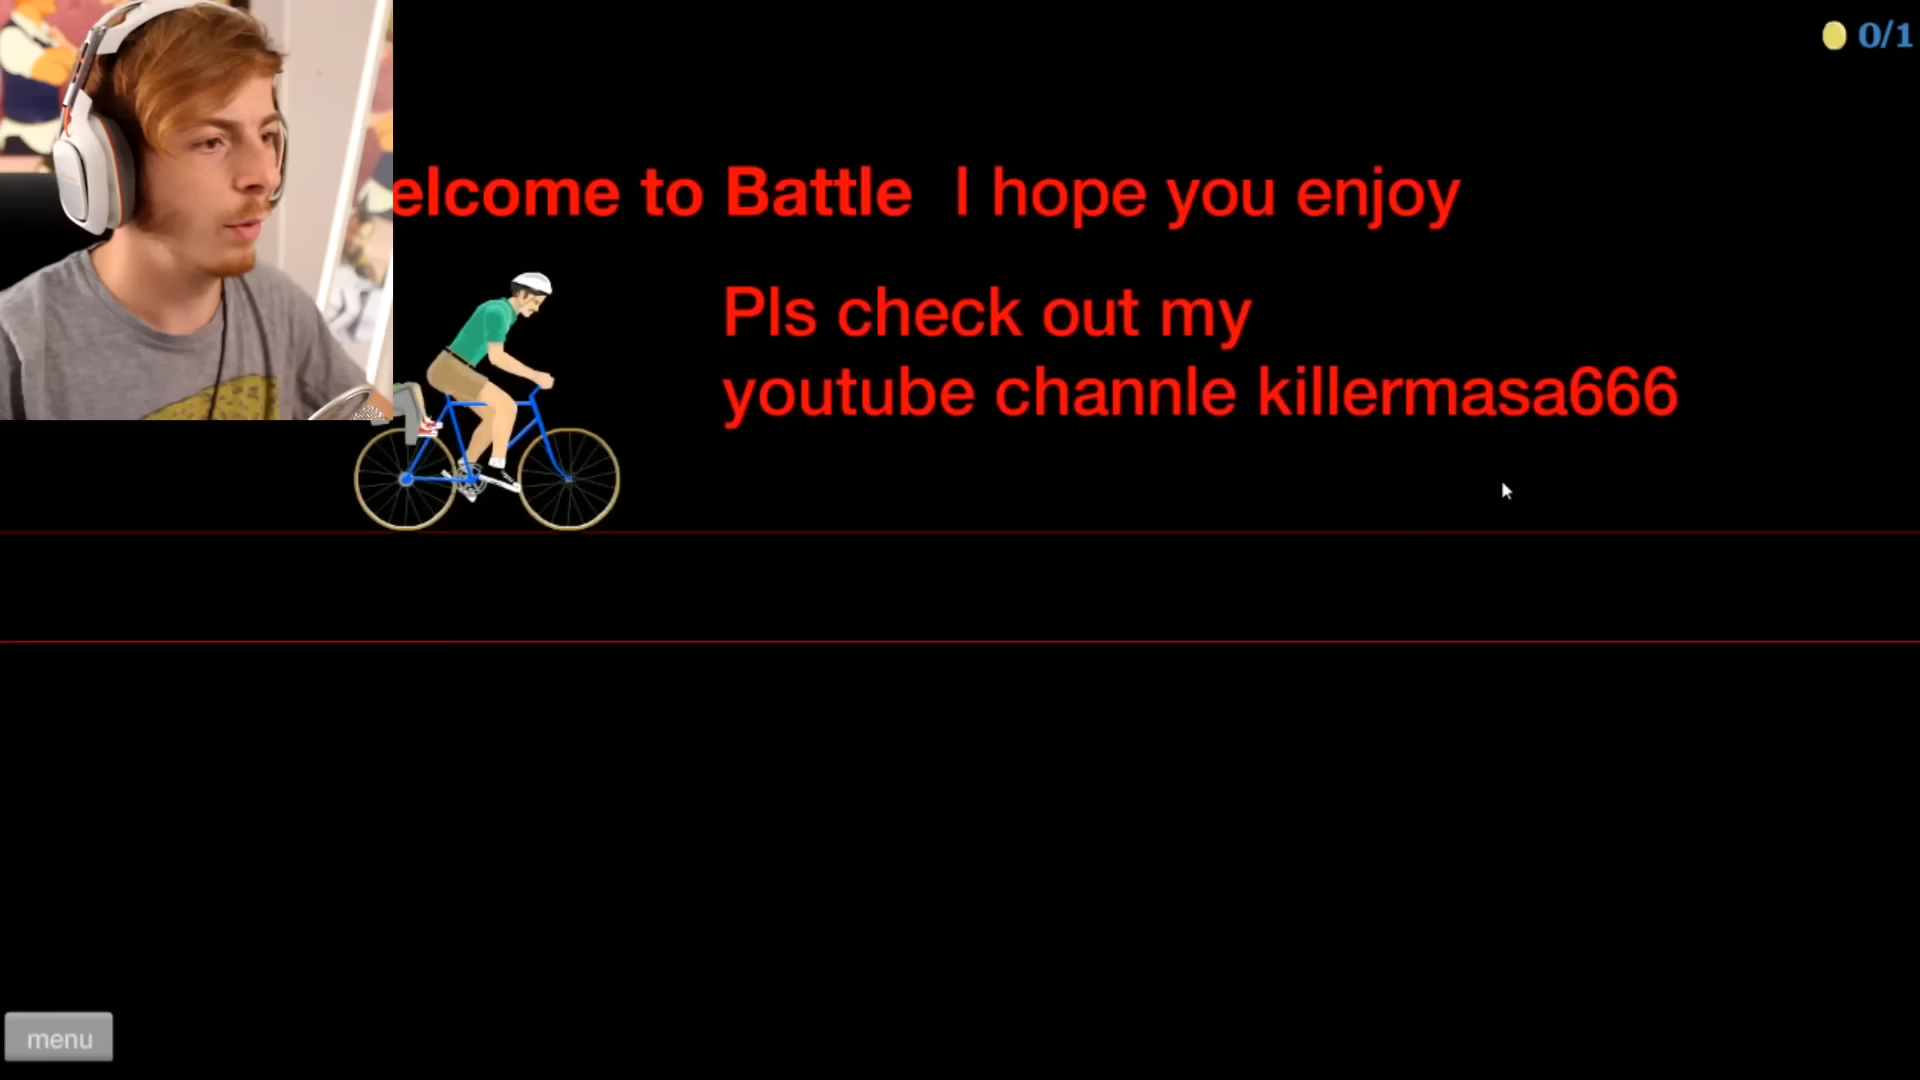 0/1
elcome to Battle I hope you enjoy
Pls check out my
youtube channle killermasa666
menu